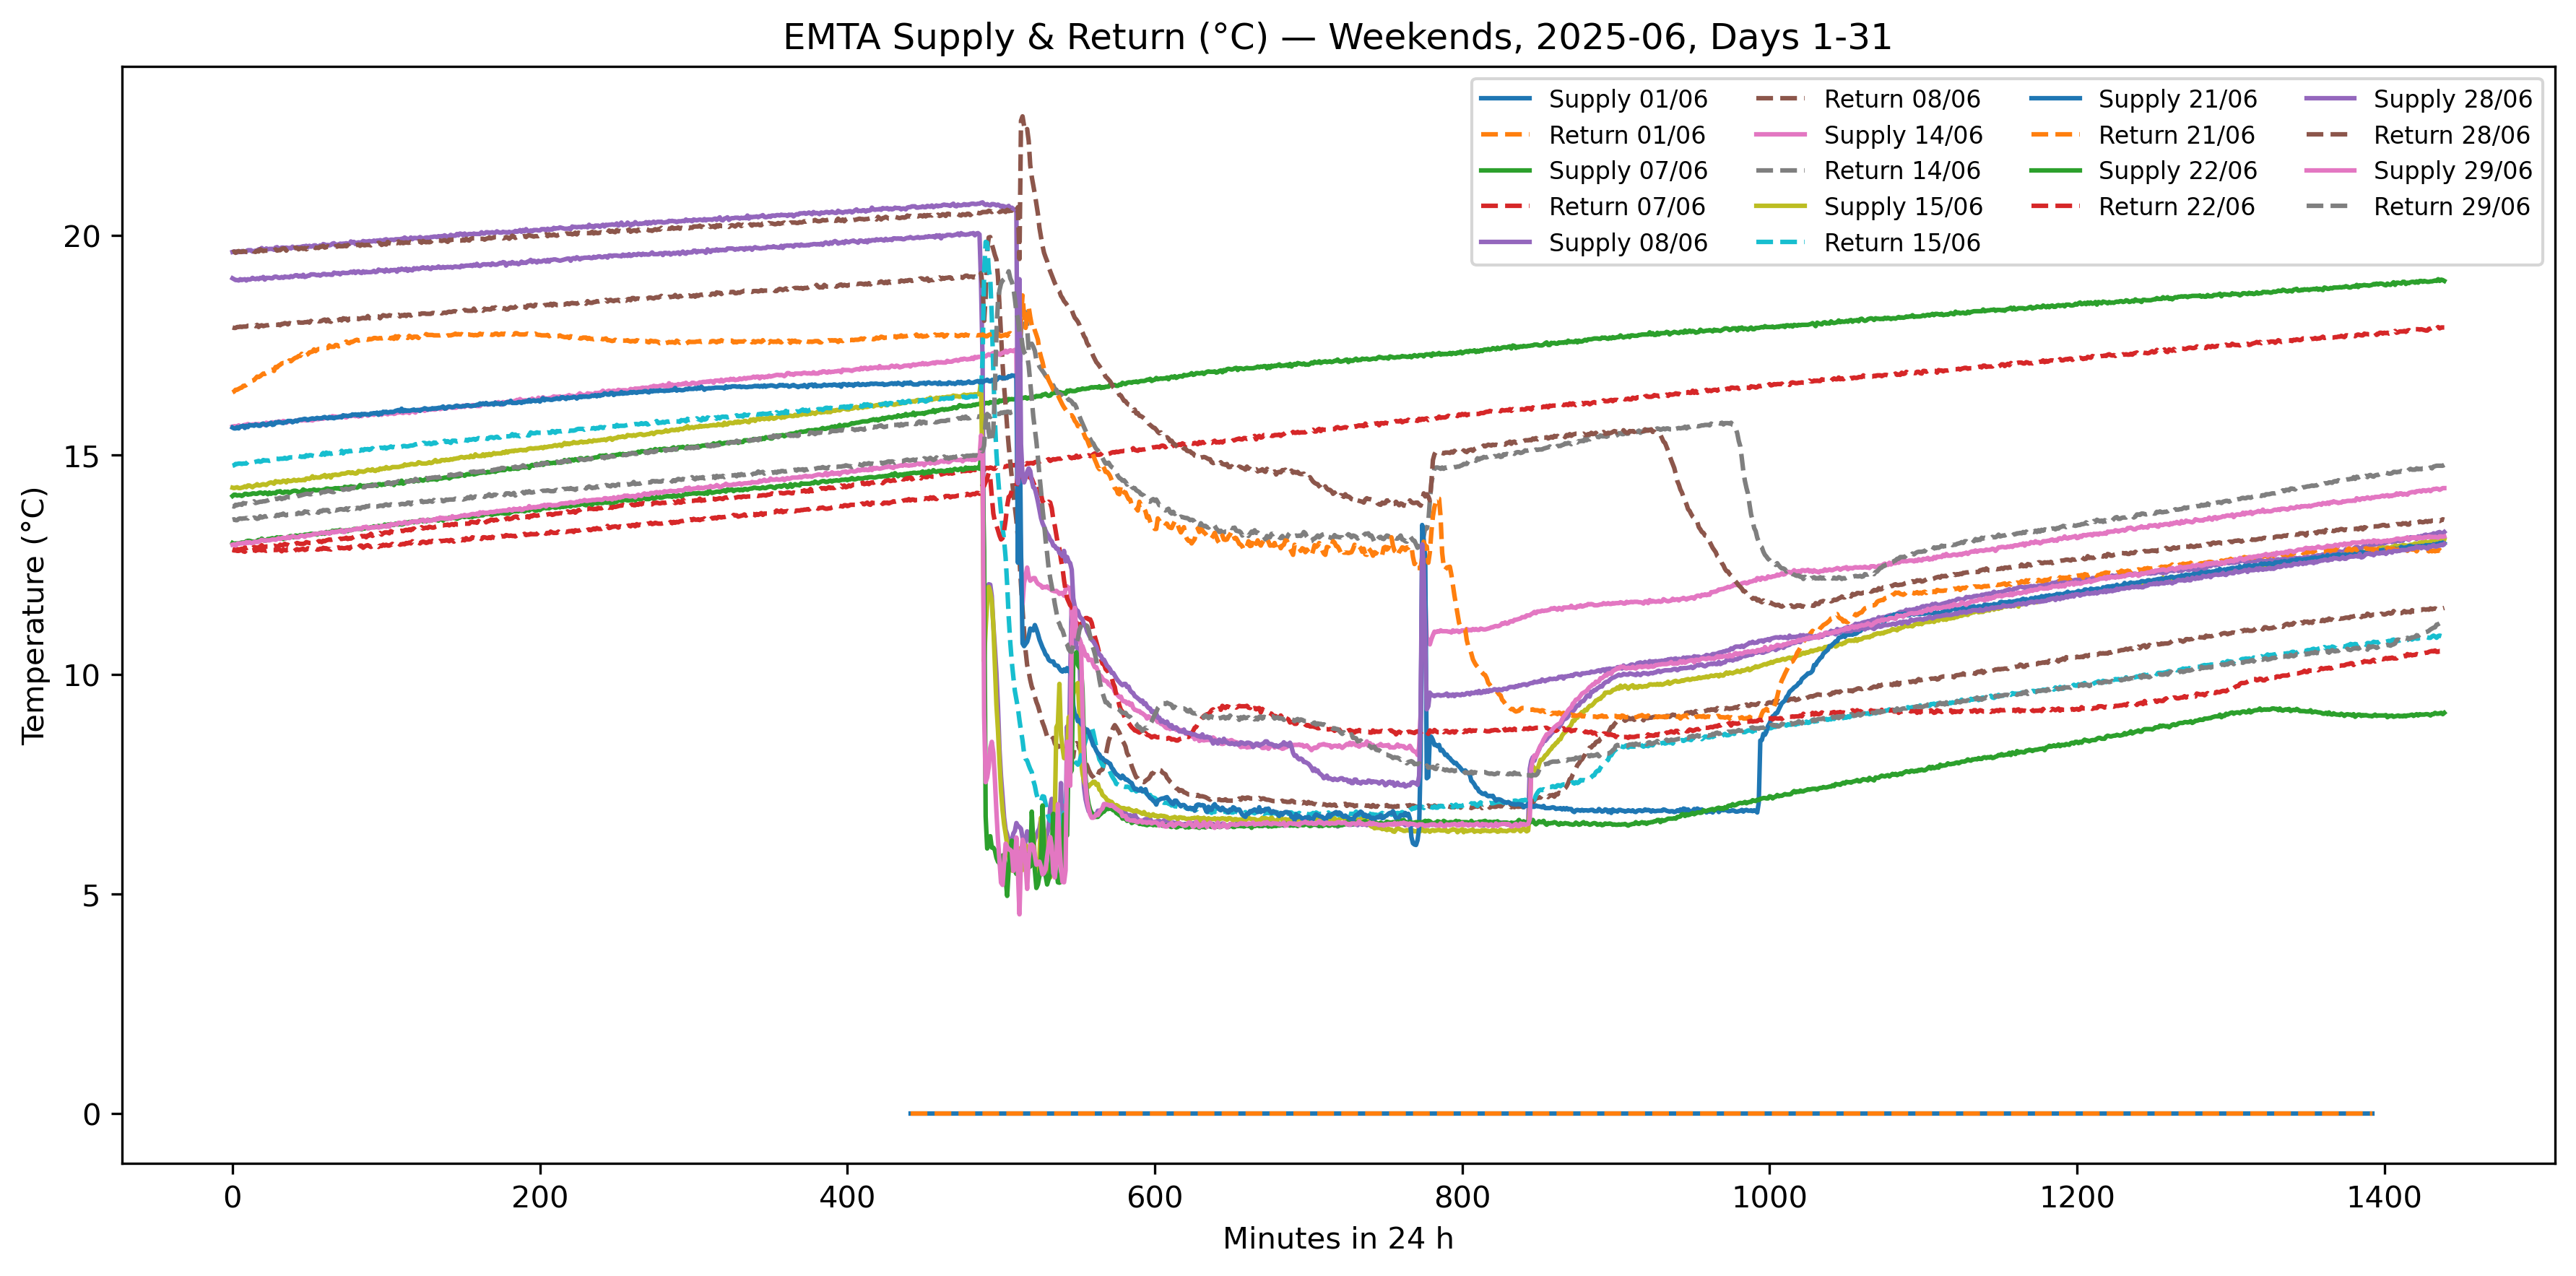 EMTA Supply & Return (°C) — Weekends, 2025-06, Days 1-31
Supply 01/06
Return 01/06
Supply 07/06
Return 07/06
Supply 08/06
Return 08/06
Supply 14/06
Return 14/06
Supply 15/06
Return 15/06
Supply 21/06
Return 21/06
Supply 22/06
Return 22/06
Supply 28/06
Return 28/06
Supply 29/06
Return 29/06
Temperature (°C)
20
15
10
5
0
0
200
400
600
800
1000
1200
1400
Minutes in 24 h